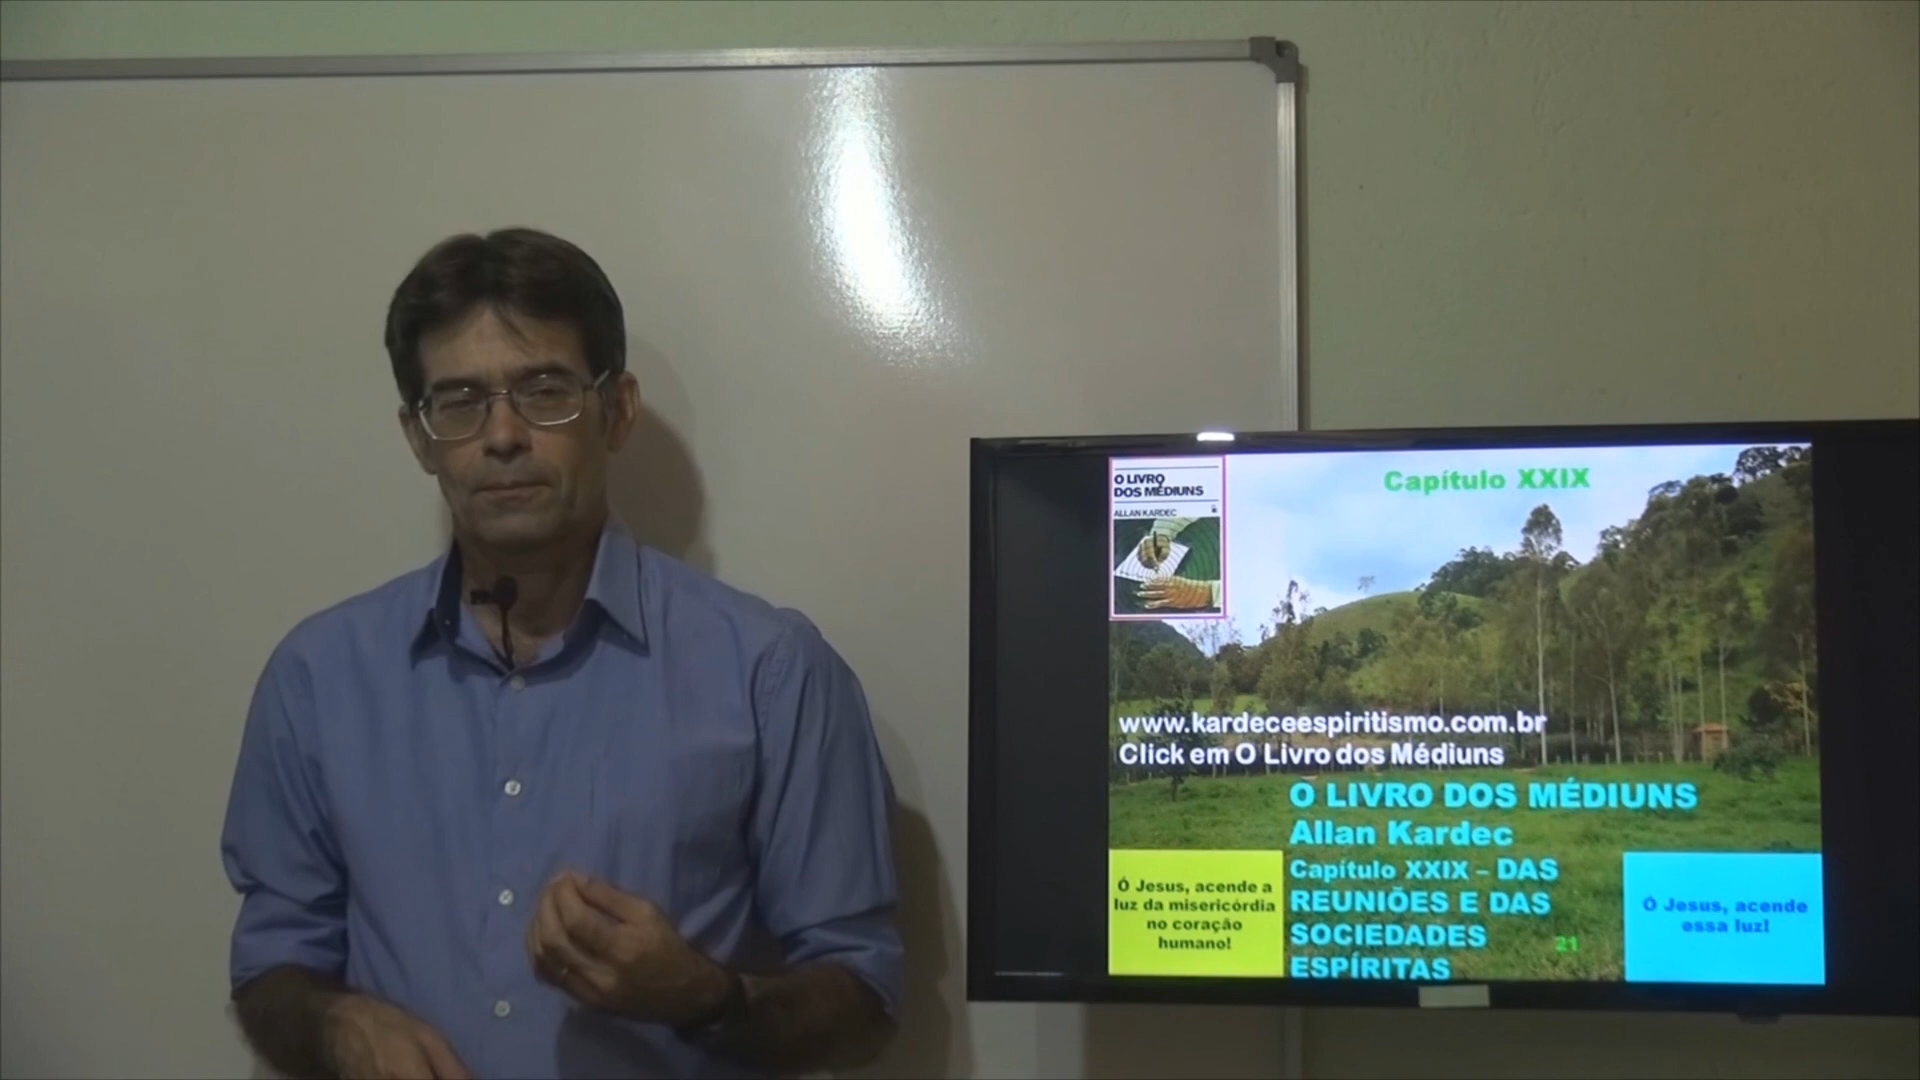 O LIVRO
DOS MÉDIUNS
ALLAN KARDEC
Capítulo XXIX
www.kardeceespiritismo.com.br
Click em O Livro dos Médiuns
O LIVRO DOS MÉDIUNS
Allan Kardec
Capítulo XXIX – DAS
REUNIÕES E DAS
SOCIEDADES
ESPÍRITAS
21
Ó Jesus, acende a
luz da misericórdia
no coração
humano!
Ó Jesus, acende
essa luz!